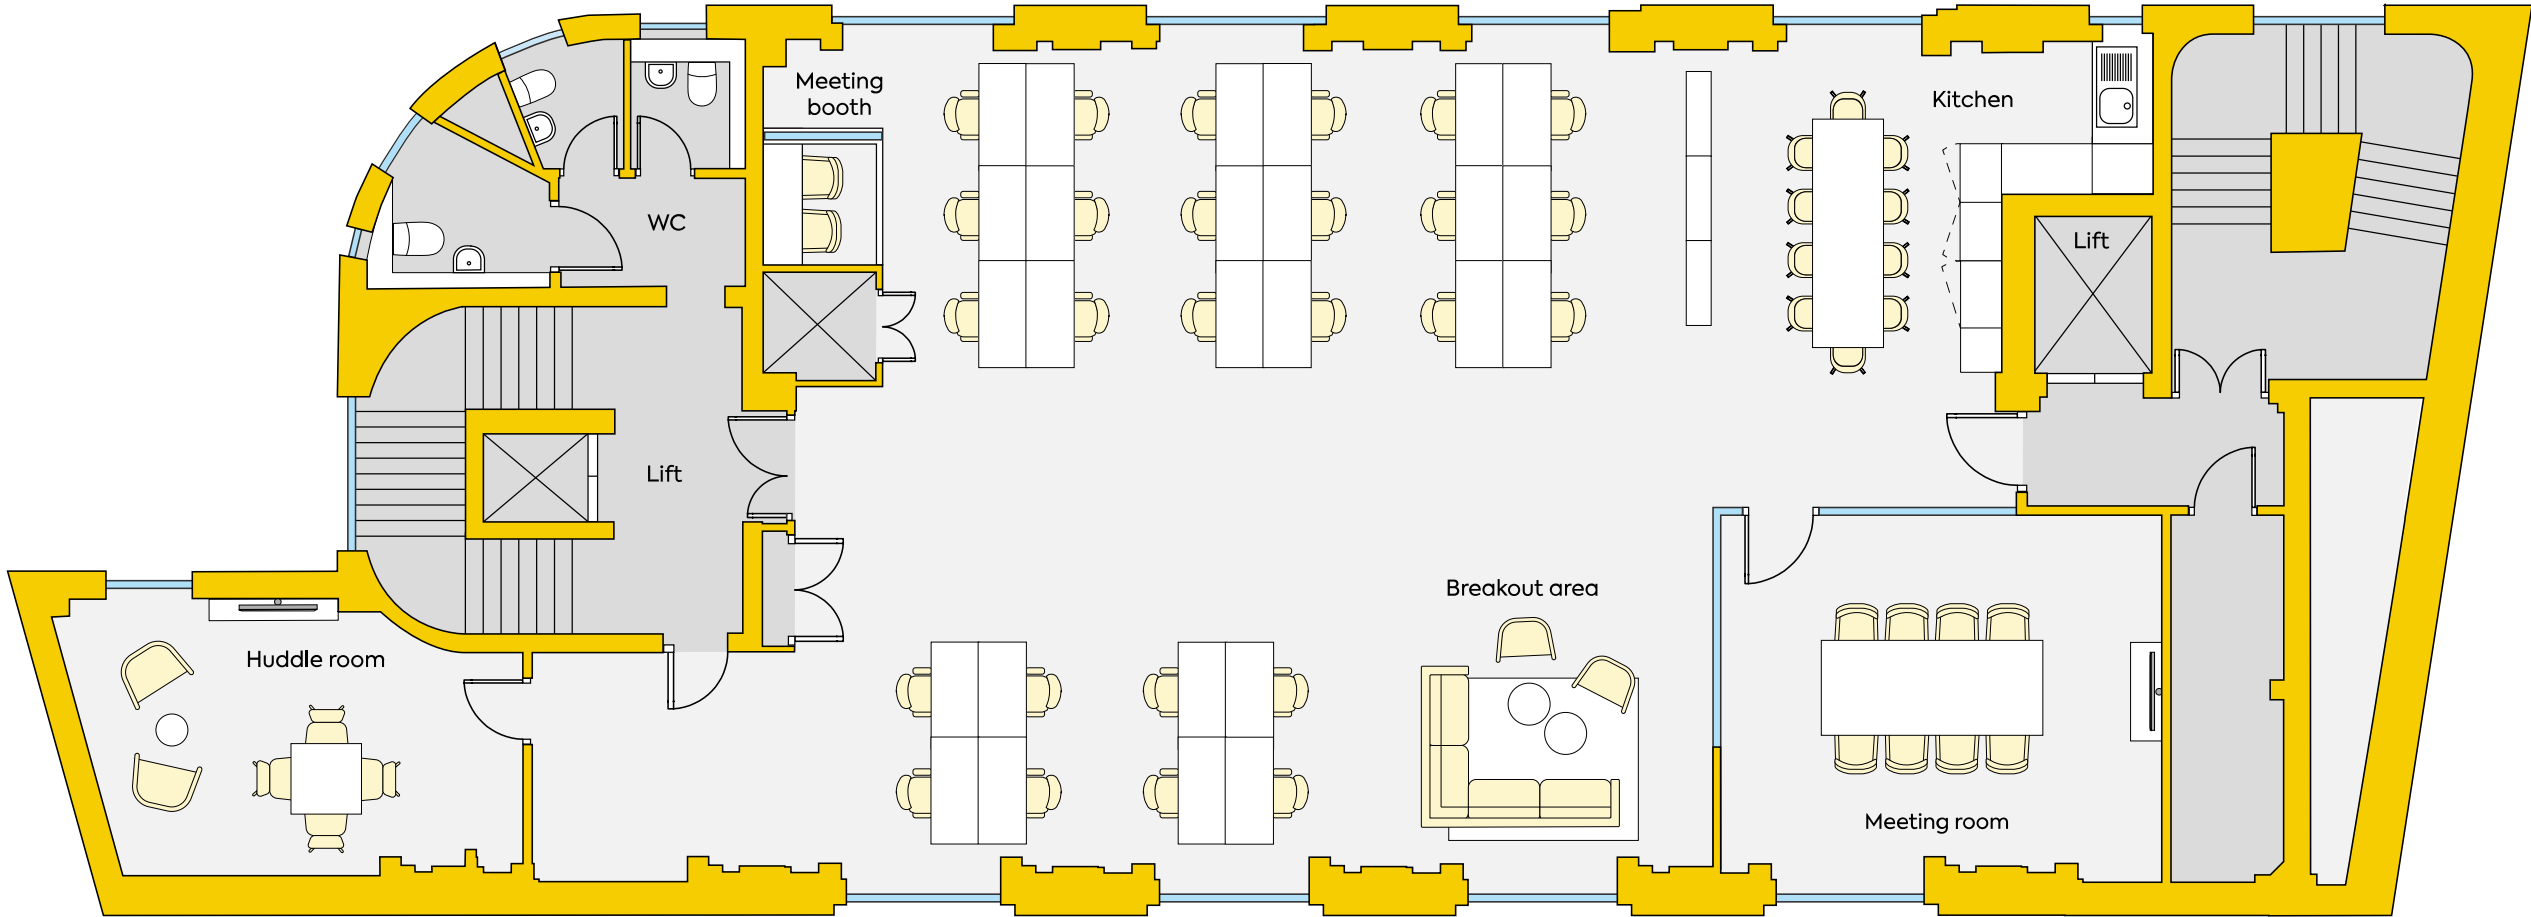 Meeting
booth
Kitchen
WC
Lift
Lift
Breakout area
Huddle room
Meeting room